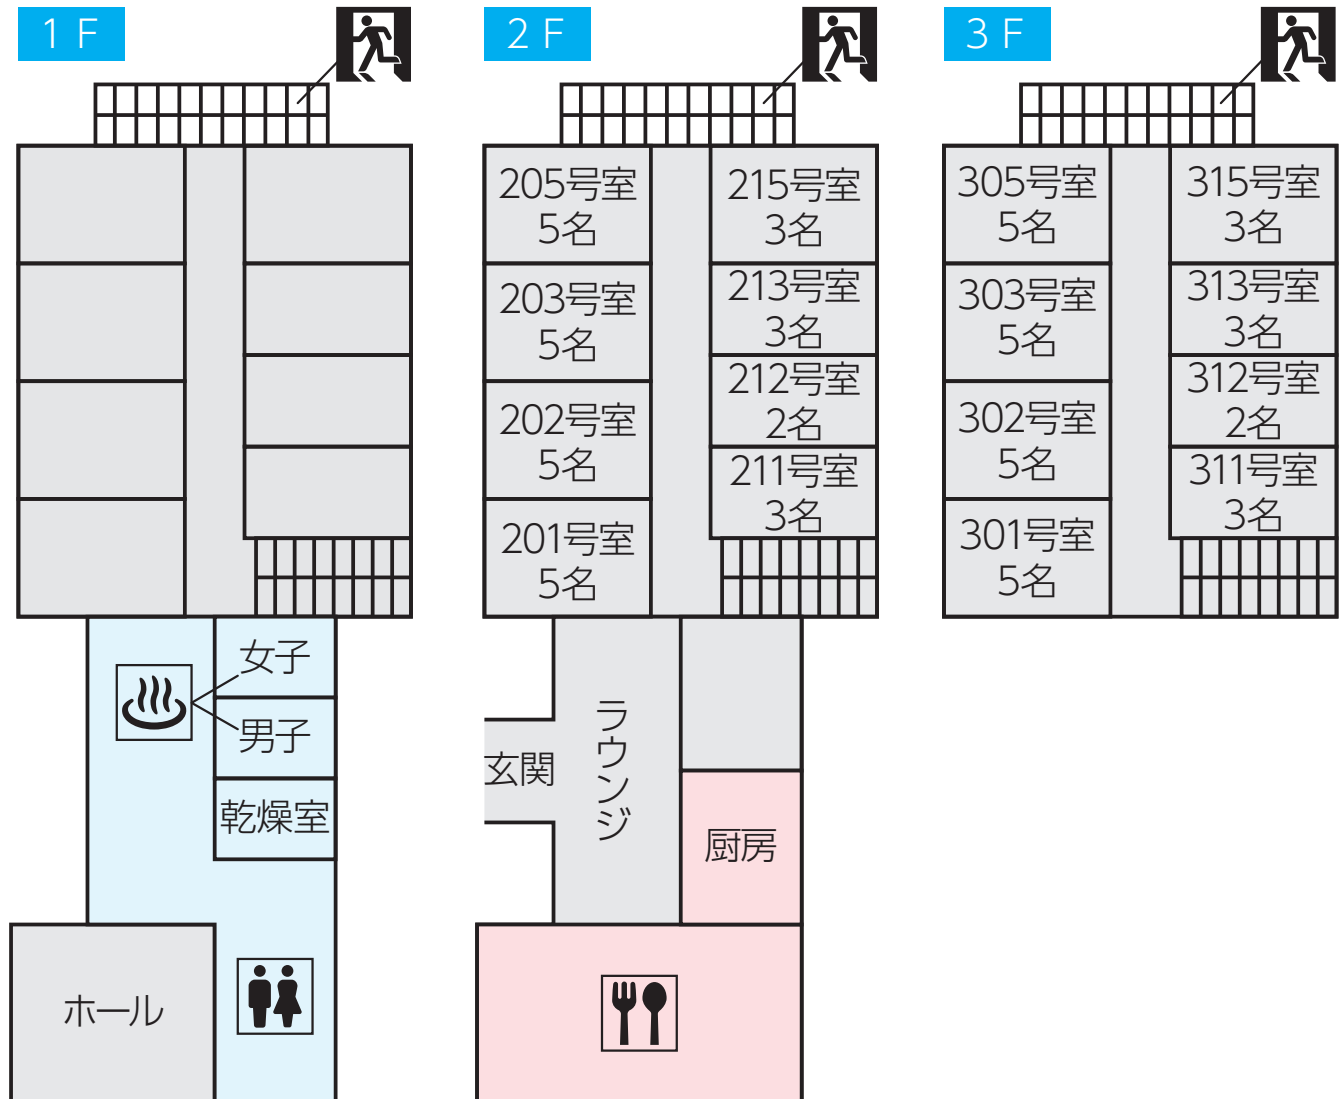 1 F
女子
男子
乾燥室
ホール
2 F
205号室
5名
215号室
3名
203号室
5名
213号室
3名
212号室
2名
202号室
5名
211号室
3名
201号室
5名
ラウンジ
玄関
厨房
3 F
305号室
5名
315号室
3名
303号室
5名
313号室
3名
312号室
2名
302号室
5名
311号室
3名
301号室
5名